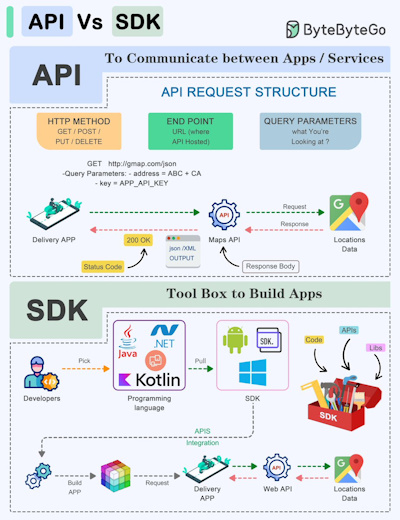 API Vs SDK
ByteByteGo
API
To Communicate between Apps / Services
API REQUEST STRUCTURE
HTTP METHOD
GET / POST /
PUT / DELETE
END POINT
URL (where
API Hosted)
QUERY PARAMETERS
what You're
Looking at ?
GET http://gmap.com/json
-Query Parameters: - address = ABC + CA
- key = APP_API_KEY
Request
Response
API
Delivery APP
200 OK
json /XML
OUTPUT
Maps API
Locations
Data
Status Code
Response Body
SDK
Tool Box to Build Apps
Code
APIs
Libs
Java
.NET
Kotlin
SDK.
Pick
Pull
SDK
Developers
Programming
language
SDK
APIS
Integration
Build
APP
Request
API
Delivery
APP
Web API
Locations
Data